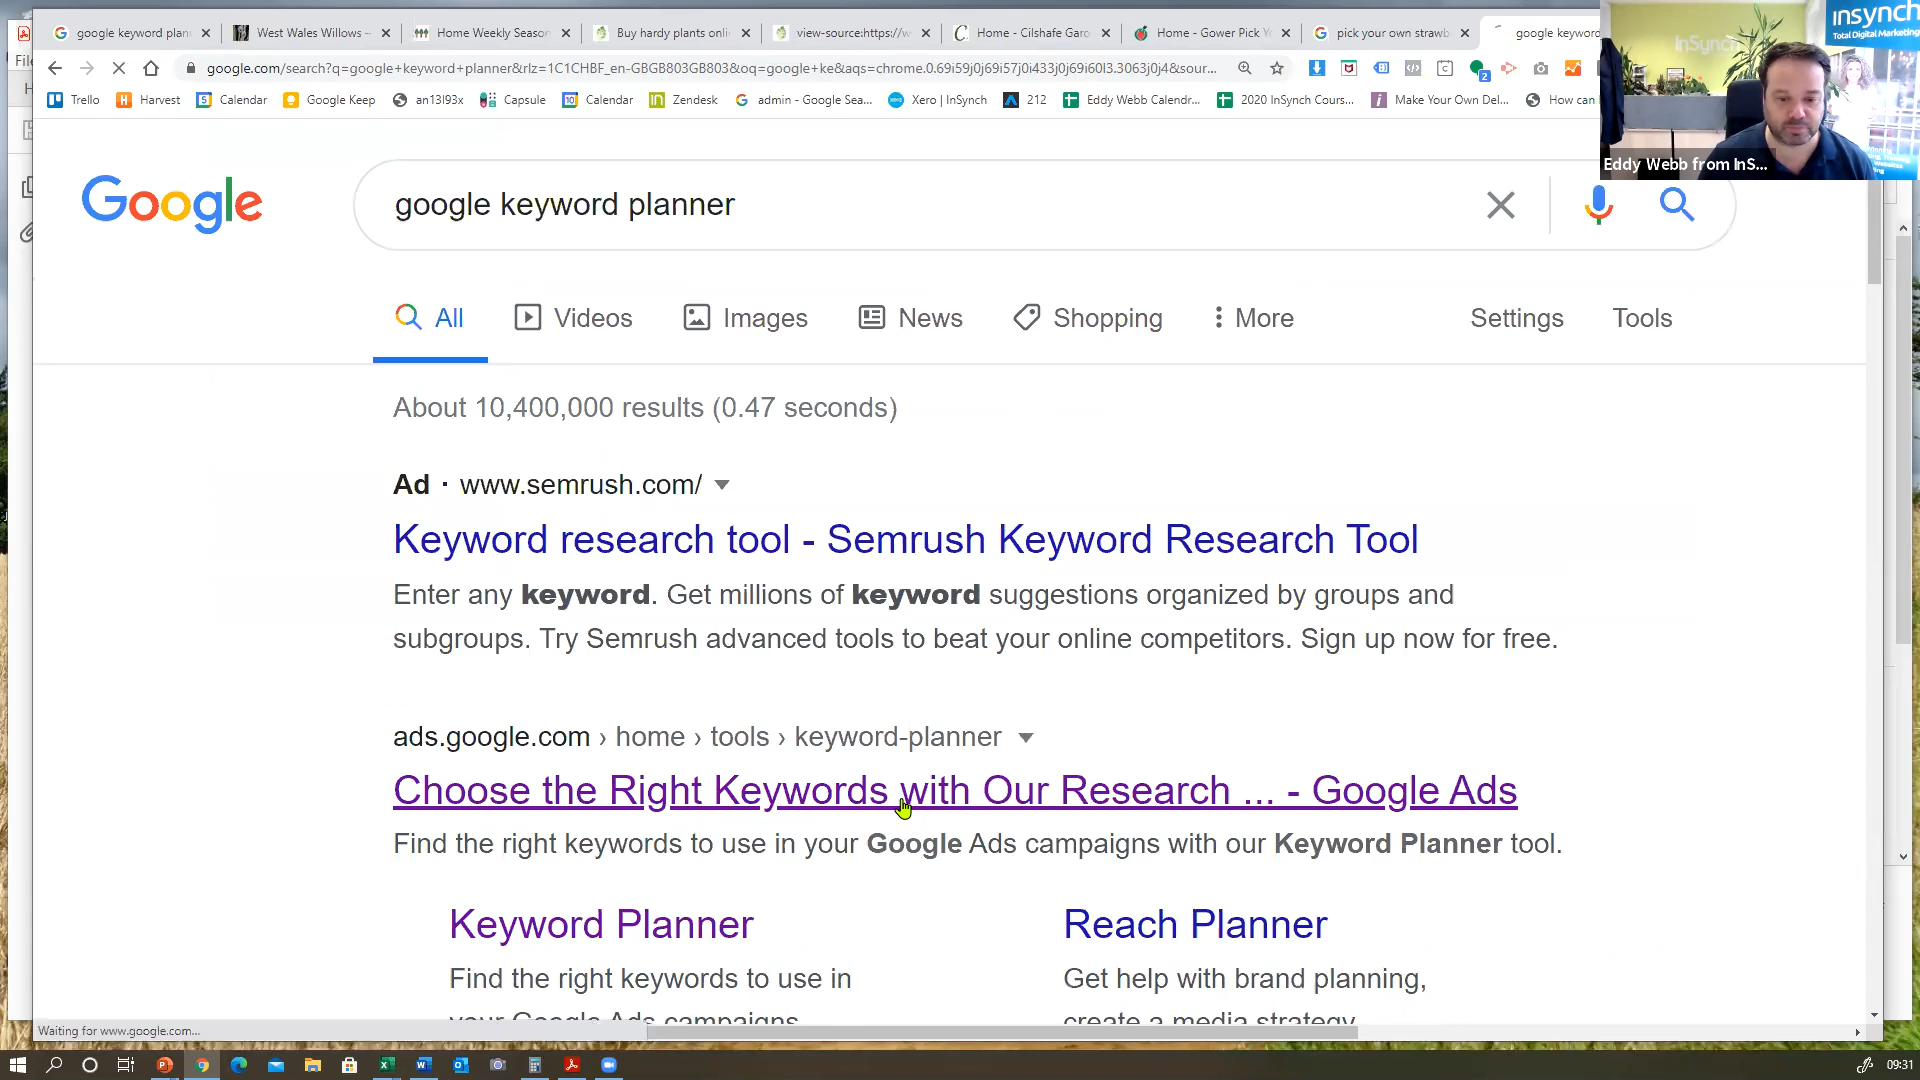 google keyword plan
West Wales Willows –
Home Weekly Season
Buy hardy plants onli
view-source:https://w
Home - Cilshafe Garo
Home - Gower Pick Y
pick your own strawb
google keyword
google.com/search?q=google+keyword+planner&rlz=1C1CHBF_en-GBGB803GB803&oq=google+ke&aqs=chrome.0.69i59j0j69i57j0i433j0j69i60l3.3063j0j4&sour...
Trello
Harvest
Calendar
Google Keep
an13l93x
Capsule
Calendar
Zendesk
admin - Google Sea...
Xero | InSynch
212
Eddy Webb Calendr...
2020 InSynch Cours...
Make Your Own Del...
How can
insynch
Total Digital Marketing
InSynch
Eddy Webb from InS...
Google
google keyword planner
All
Videos
Images
News
Shopping
More
Settings
Tools
About 10,400,000 results (0.47 seconds)
Ad · www.semrush.com/
Keyword research tool - Semrush Keyword Research Tool
Enter any keyword. Get millions of keyword suggestions organized by groups and
subgroups. Try Semrush advanced tools to beat your online competitors. Sign up now for free.
ads.google.com › home › tools › keyword-planner
Choose the Right Keywords with Our Research ... - Google Ads
Find the right keywords to use in your Google Ads campaigns with our Keyword Planner tool.
Keyword Planner
Reach Planner
Find the right keywords to use in
Get help with brand planning,
your Google Ads campaigns
create a media strategy
Waiting for www.google.com...
09:31